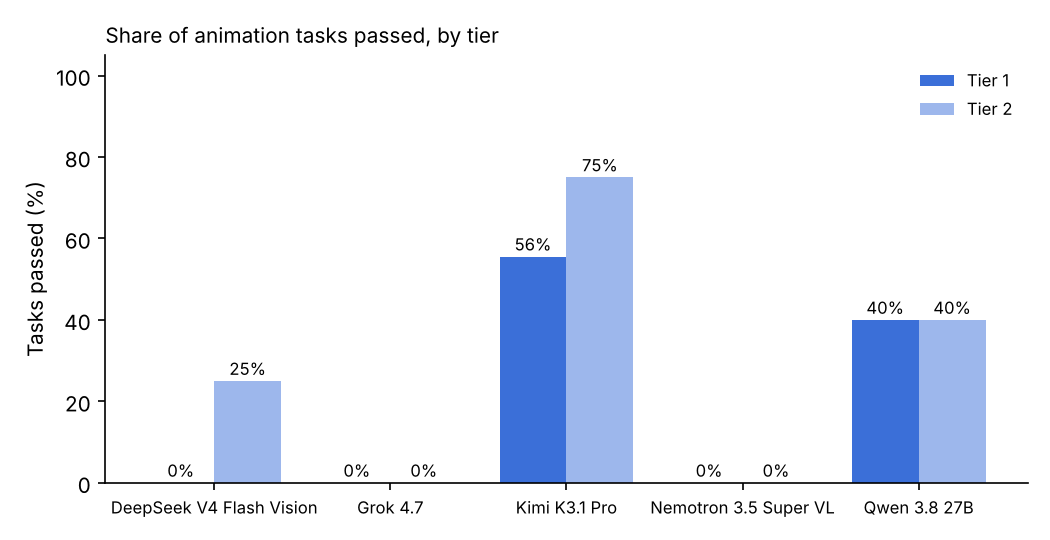 Share of animation tasks passed, by tier
Tier 1
Tier 2
Tasks passed (%)
100
80
60
40
20
0
0%
25%
0%
0%
56%
75%
0%
0%
40%
40%
DeepSeek V4 Flash Vision
Grok 4.7
Kimi K3.1 Pro
Nemotron 3.5 Super VL
Qwen 3.8 27B